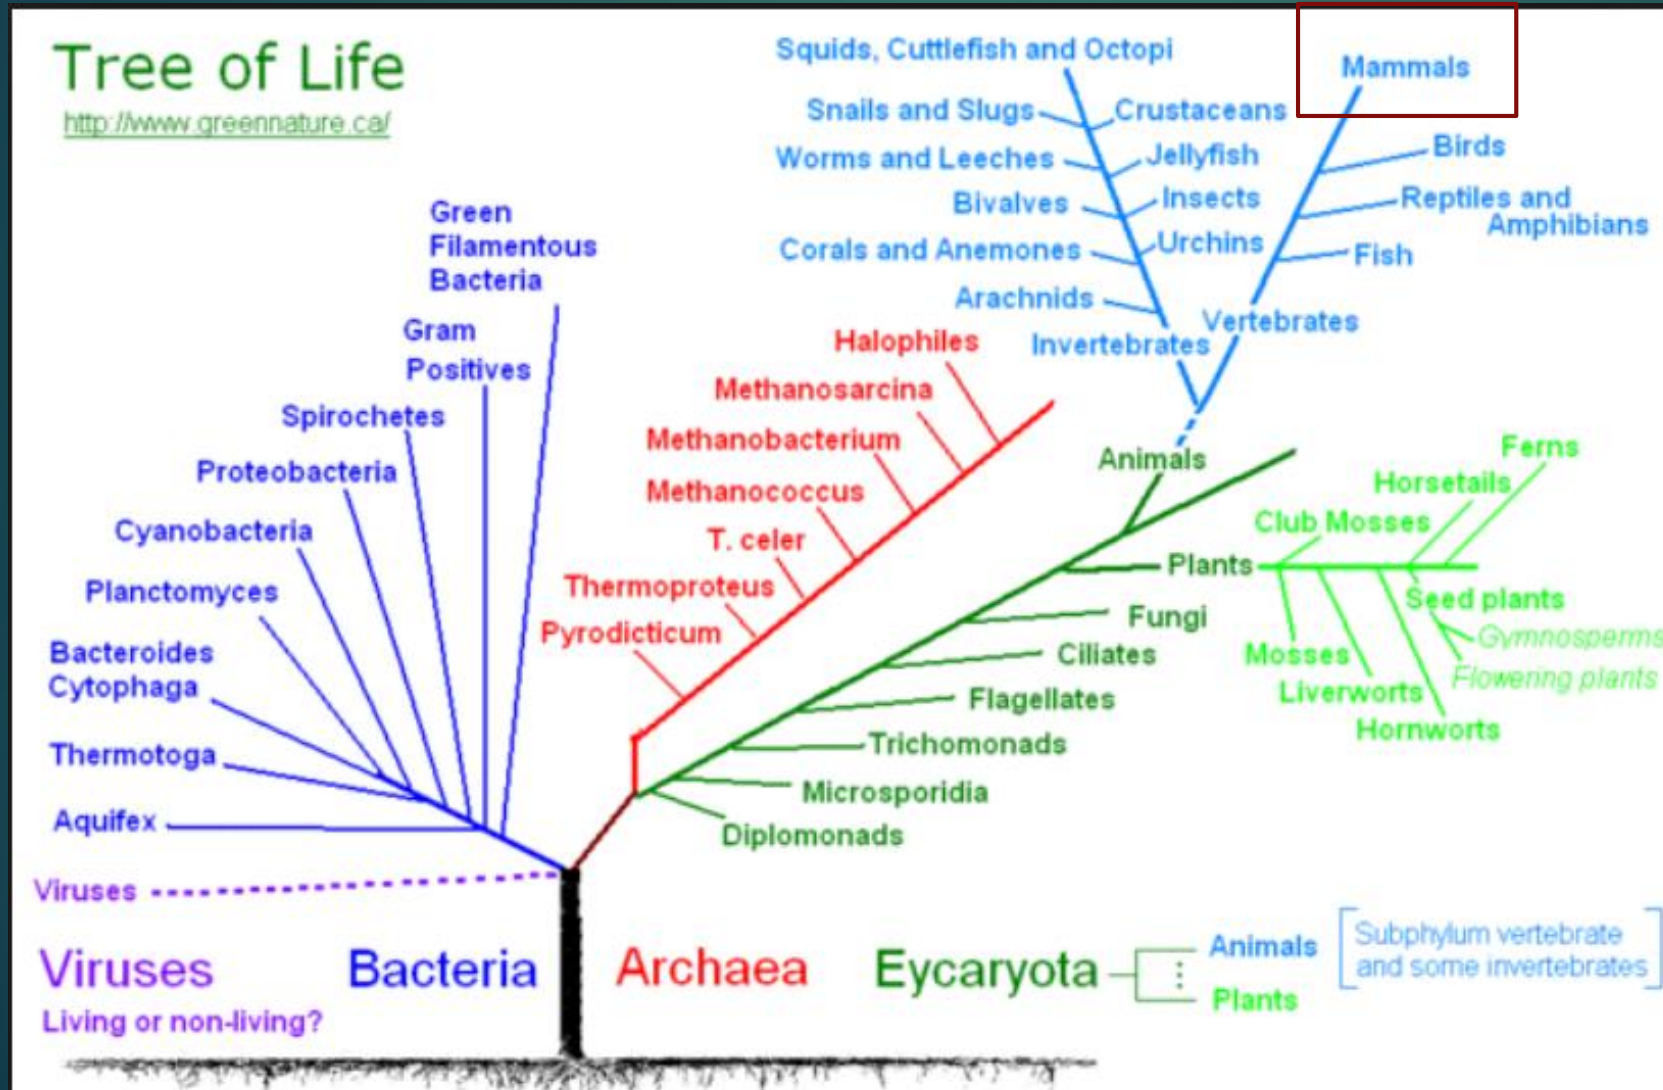 Tree of Life
http://www.greennature.ca/
Squids, Cuttlefish and Octopi
Snails and Slugs
Crustaceans
Worms and Leeches
Jellyfish
Bivalves
Insects
Corals and Anemones
Urchins
Arachnids
Invertebrates
Mammals
Birds
Reptiles and
Amphibians
Fish
Vertebrates
Green
Filamentous
Bacteria
Gram
Positives
Spirochetes
Proteobacteria
Cyanobacteria
Planctomyces
Bacteroides
Cytophaga
Thermotoga
Aquifex
Viruses
Halophiles
Methanosarcina
Methanobacterium
Methanococcus
T. celer
Thermoproteus
Pyrodicticum
Animals
Plants
Fungi
Ciliates
Flagellates
Trichomonads
Microsporidia
Diplomonads
Ferns
Horsetails
Club Mosses
Seed plants
Gymnosperms
Flowering plants
Mosses
Liverworts
Hornworts
Viruses
Living or non-living?
Bacteria
Archaea
Eycaryota
Animals
Plants
Subphylum vertebrate
and some invertebrates